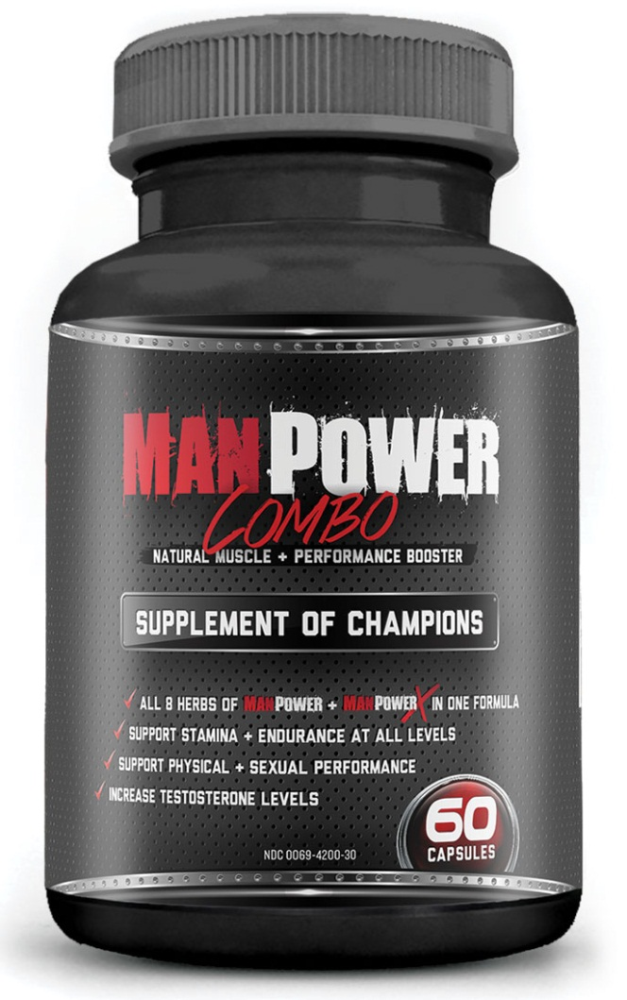 MANPOWER
COMBO
NATURAL MUSCLE + PERFORMANCE BOOSTER
SUPPLEMENT OF CHAMPIONS
✓ ALL 8 HERBS OF MANPOWER + MANPOWERX IN ONE FORMULA
✓ SUPPORT STAMINA + ENDURANCE AT ALL LEVELS
✓ SUPPORT PHYSICAL + SEXUAL PERFORMANCE
✓ INCREASE TESTOSTERONE LEVELS
60
CAPSULES
NDC 0069-4200-30